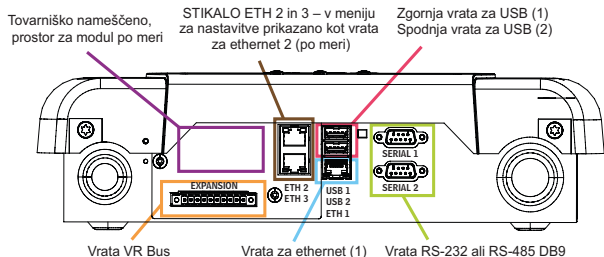 Tovarniško nameščeno,
prostor za modul po meri
STIKALO ETH 2 in 3 – v meniju
za nastavitve prikazano kot vrata
za ethernet 2 (po meri)
Zgornja vrata za USB (1)
Spodnja vrata za USB (2)
EXPANSION
ETH 2
ETH 3
USB 1
USB 2
ETH 1
SERIAL 1
SERIAL 2
Vrata VR Bus
Vrata za ethernet (1)
Vrata RS-232 ali RS-485 DB9